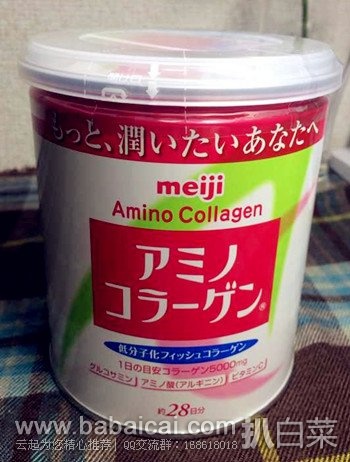 もっと、潤いたいあなたへ
meiji
Amino Collagen
アミノ
コラーゲン®
低分子化フィッシュコラーゲン
1日の目安コラーゲン5000mg
グルコサミン アミノ酸(アルギニン) ビタミンC
約28日分
www.babaicai.com 扒白菜
云起为您精心推荐| QQ交流群：188618018